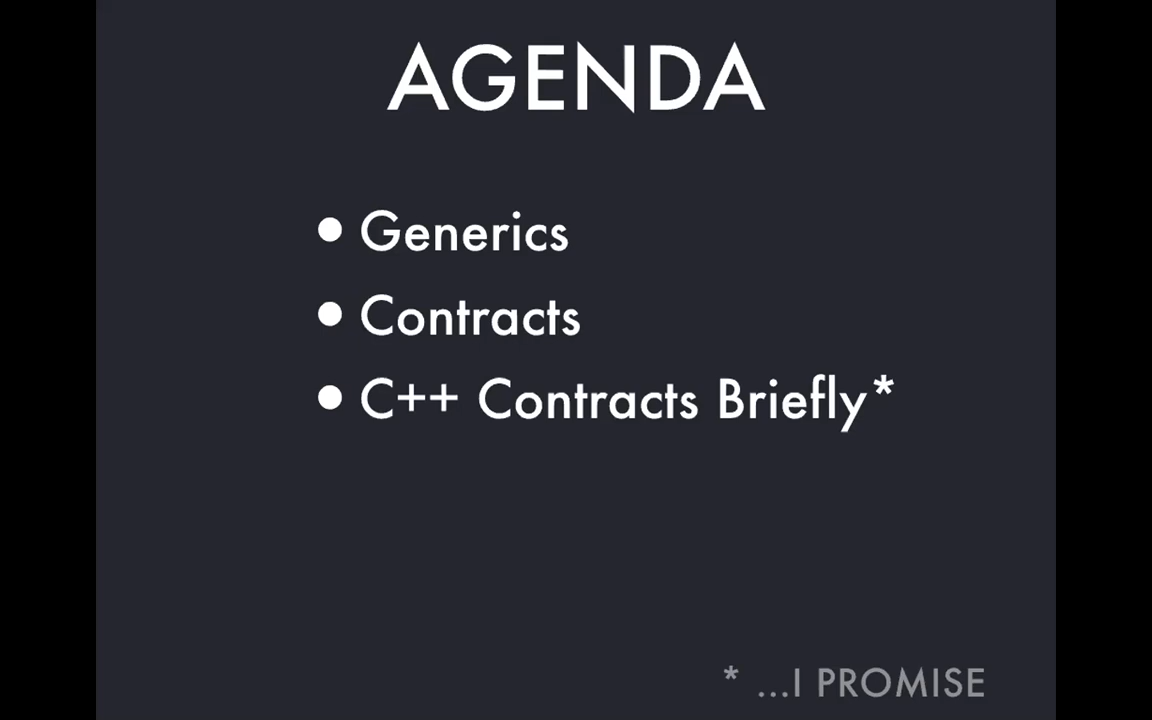 AGENDA
• Generics
• Contracts
• C++ Contracts Briefly*
* ...I PROMISE